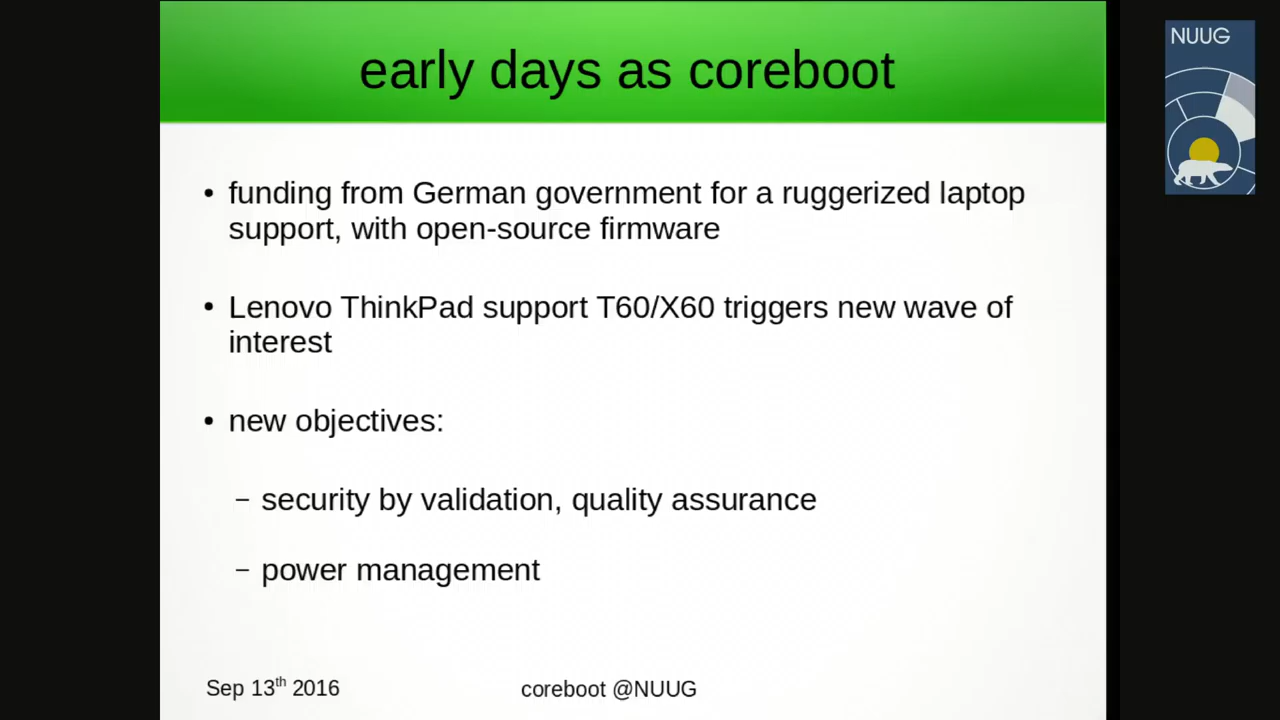 early days as coreboot
NUUG
• funding from German government for a ruggerized laptop
support, with open-source firmware
• Lenovo ThinkPad support T60/X60 triggers new wave of
interest
• new objectives:
– security by validation, quality assurance
– power management
Sep 13th 2016
coreboot @NUUG